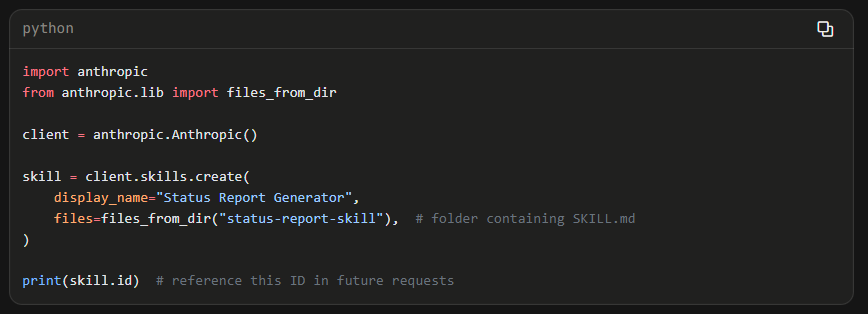 python
import anthropic
from anthropic.lib import files_from_dir
client = anthropic.Anthropic()
skill = client.skills.create(
    display_name="Status Report Generator",
    files=files_from_dir("status-report-skill"),  # folder containing SKILL.md
)
print(skill.id)  # reference this ID in future requests